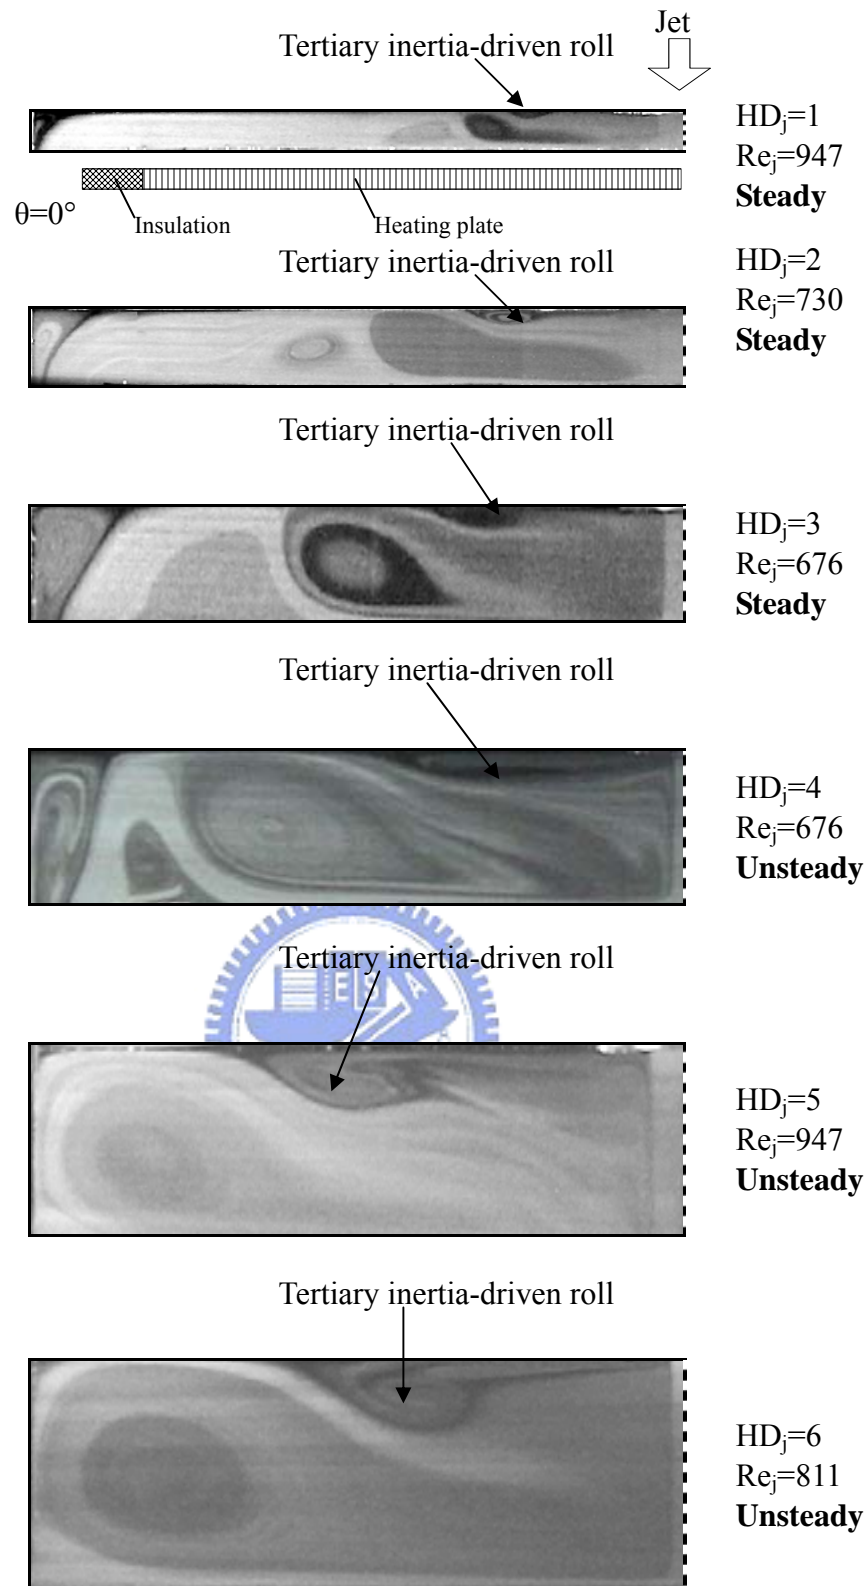 Jet
Tertiary inertia-driven roll
HDj=1
Rej=947
Steady
θ=0°
Insulation
Heating plate
Tertiary inertia-driven roll
HDj=2
Rej=730
Steady
Tertiary inertia-driven roll
HDj=3
Rej=676
Steady
Tertiary inertia-driven roll
HDj=4
Rej=676
Unsteady
E S A
Tertiary inertia-driven roll
HDj=5
Rej=947
Unsteady
Tertiary inertia-driven roll
HDj=6
Rej=811
Unsteady